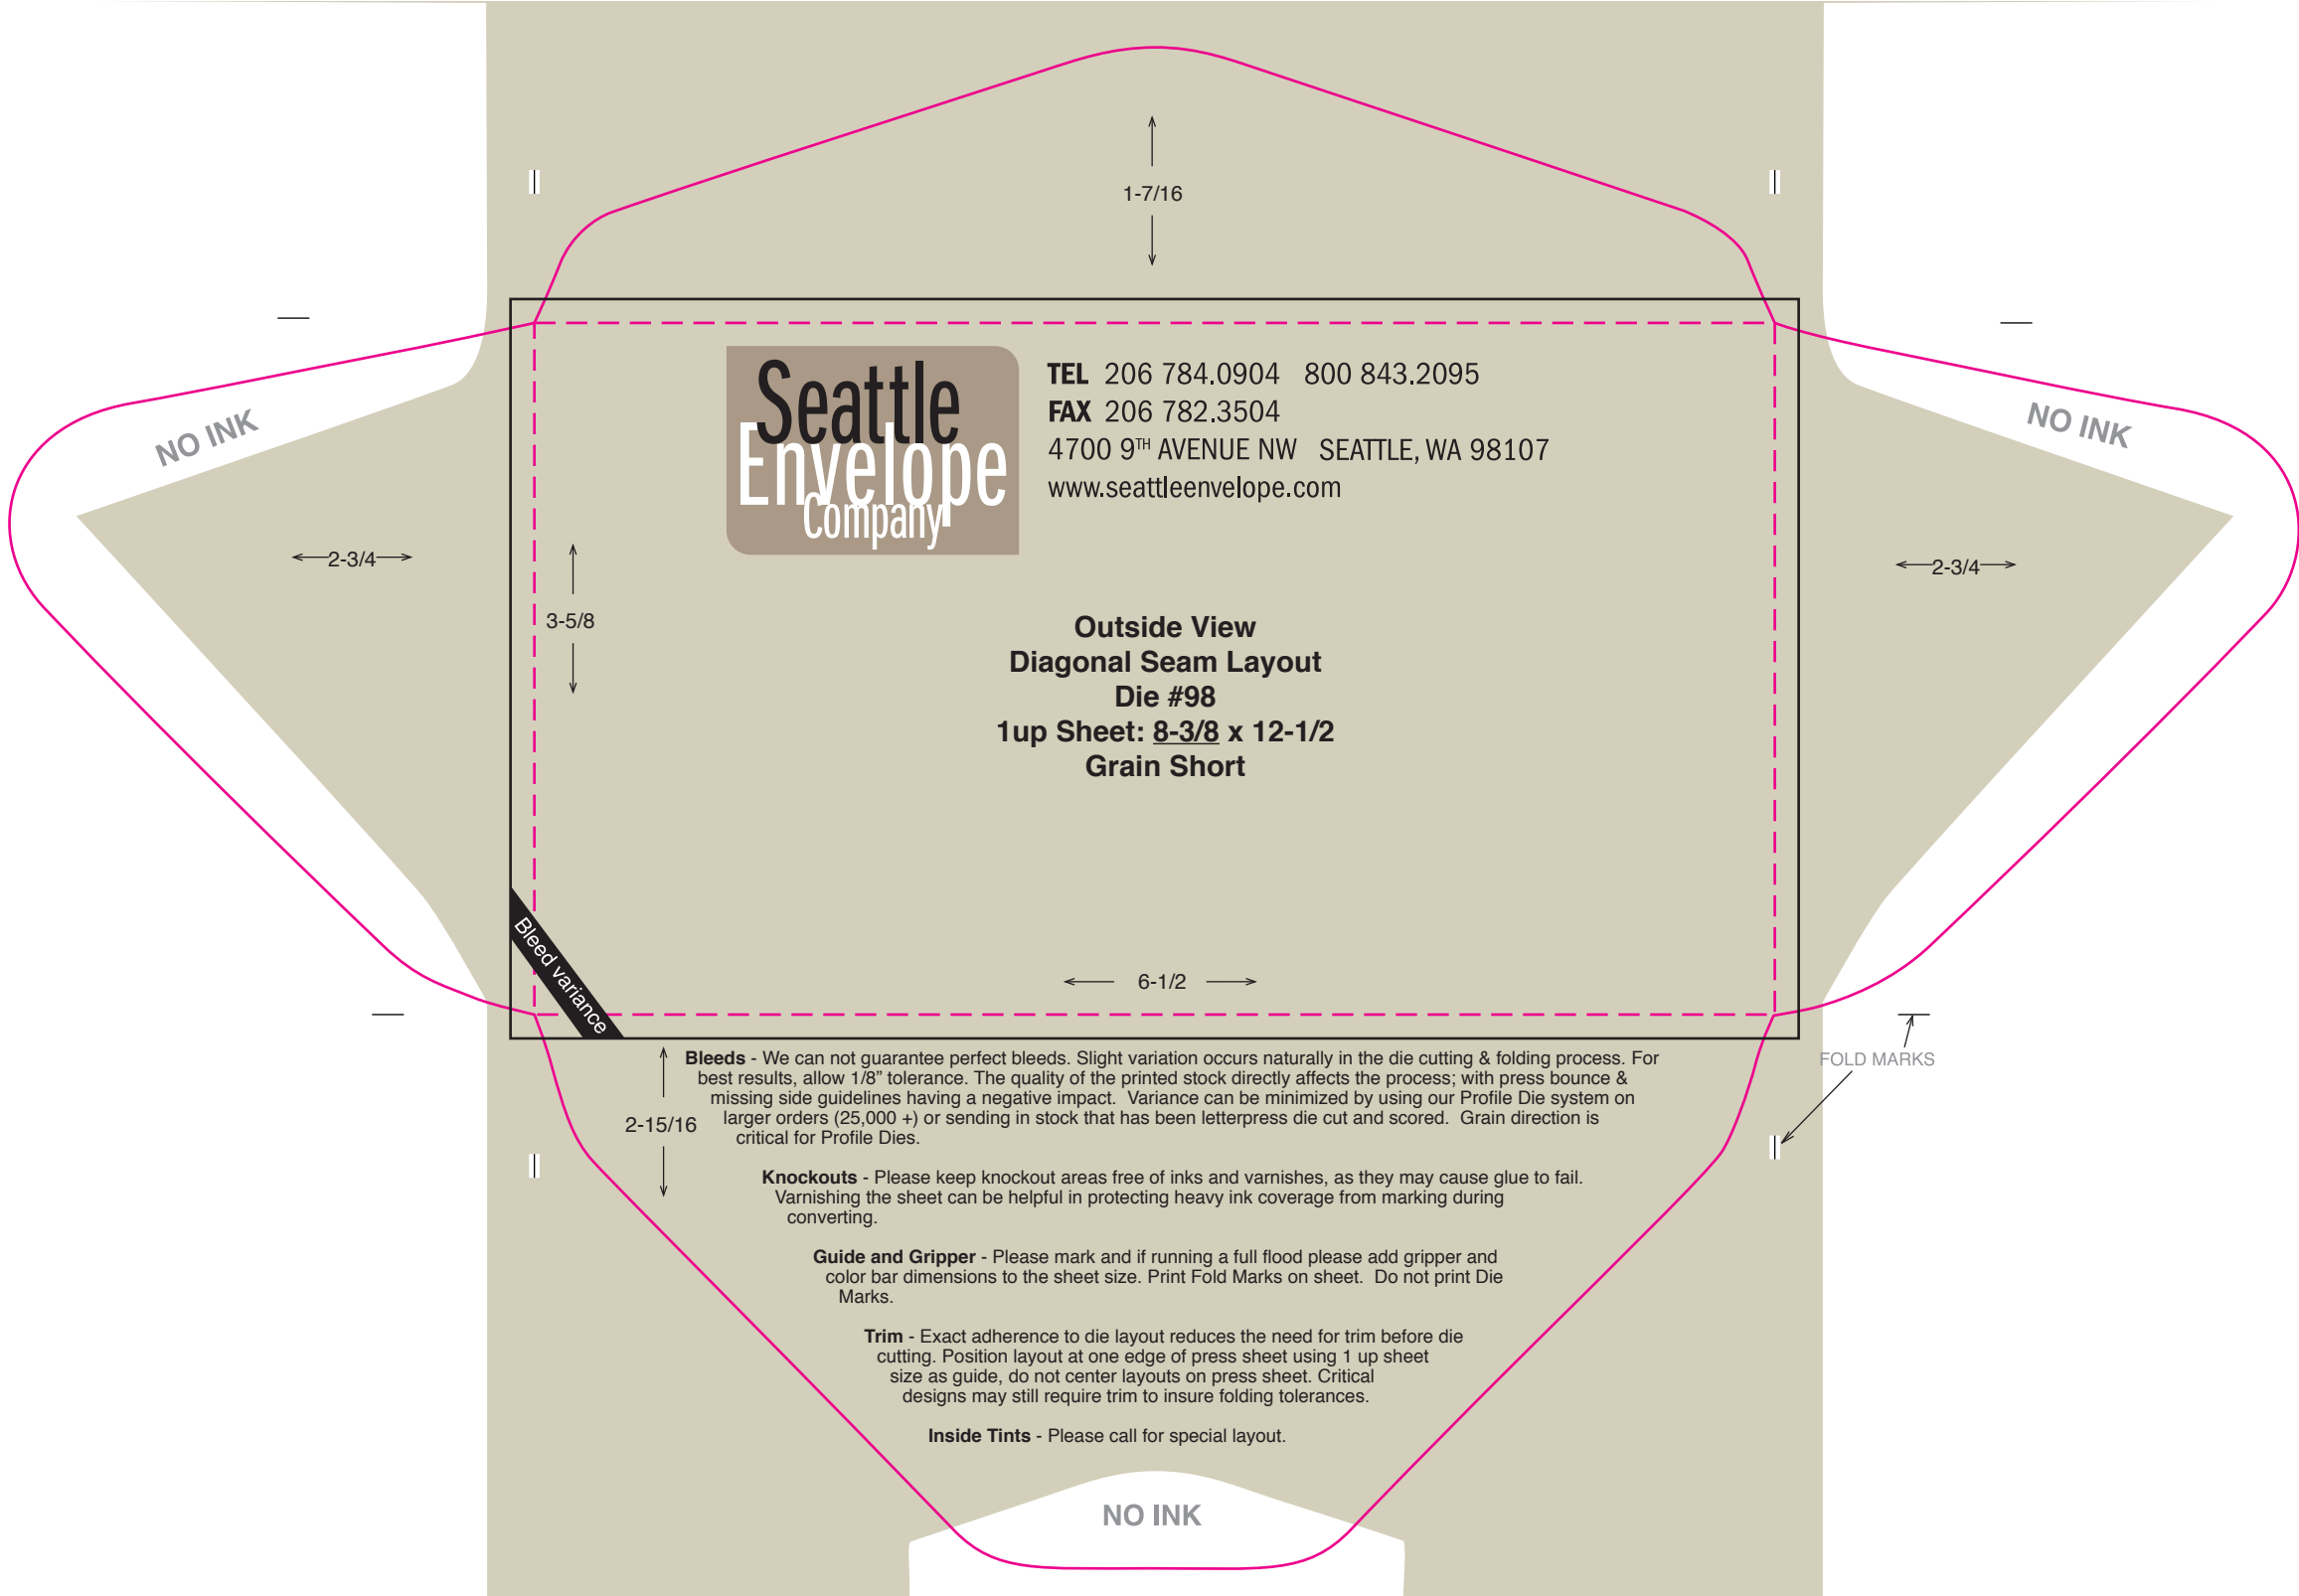 1-7/16
Seattle
Envelope
Company
TEL 206 784.0904 800 843.2095
FAX 206 782.3504
4700 9TH AVENUE NW SEATTLE, WA 98107
www.seattleenvelope.com
NO INK
NO INK
2-3/4
2-3/4
3-5/8
Outside View
Diagonal Seam Layout
Die #98
1up Sheet: 8-3/8 x 12-1/2
Grain Short
Bleed variance
6-1/2
FOLD MARKS
2-15/16
Bleeds - We can not guarantee perfect bleeds. Slight variation occurs naturally in the die cutting & folding process. For
best results, allow 1/8” tolerance. The quality of the printed stock directly affects the process; with press bounce &
missing side guidelines having a negative impact. Variance can be minimized by using our Profile Die system on
larger orders (25,000 +) or sending in stock that has been letterpress die cut and scored. Grain direction is
critical for Profile Dies.
Knockouts - Please keep knockout areas free of inks and varnishes, as they may cause glue to fail.
Varnishing the sheet can be helpful in protecting heavy ink coverage from marking during
converting.
Guide and Gripper - Please mark and if running a full flood please add gripper and
color bar dimensions to the sheet size. Print Fold Marks on sheet. Do not print Die
Marks.
Trim - Exact adherence to die layout reduces the need for trim before die
cutting. Position layout at one edge of press sheet using 1 up sheet
size as guide, do not center layouts on press sheet. Critical
designs may still require trim to insure folding tolerances.
Inside Tints - Please call for special layout.
NO INK